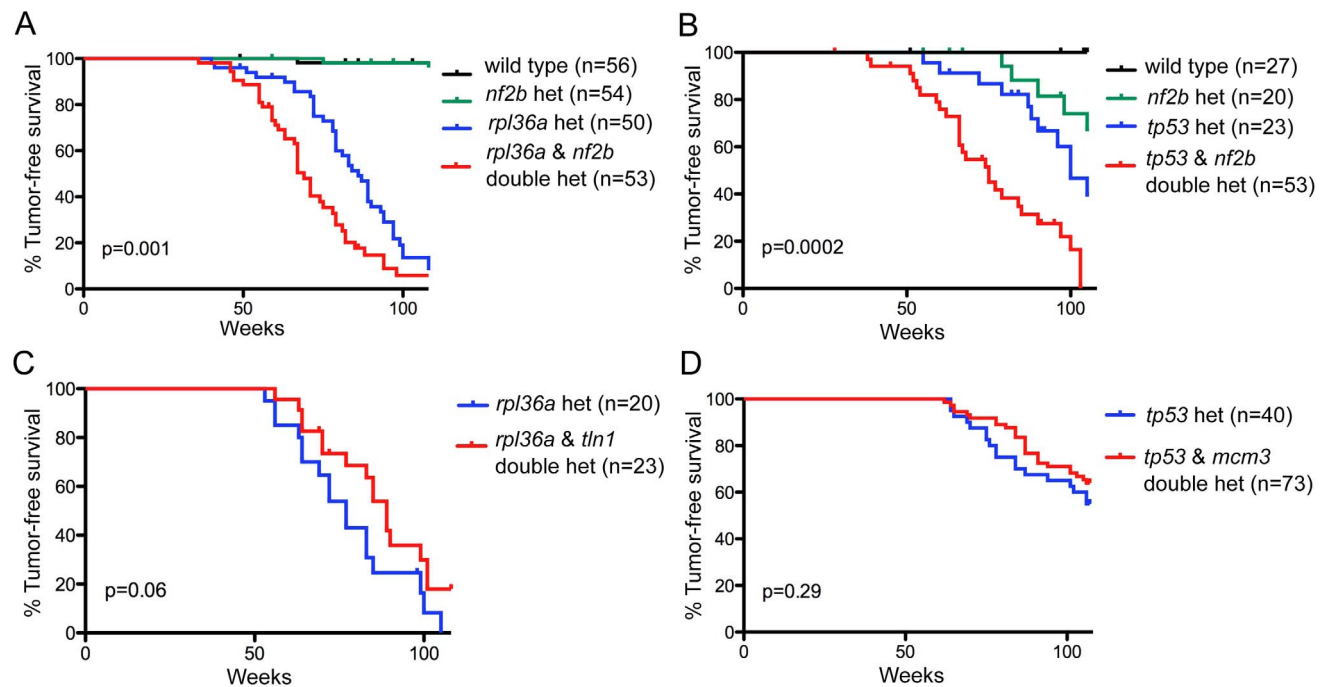 A
% Tumor-free survival
100
80
60
40
20
0
p=0.001
0
50
100
Weeks
wild type (n=56)
nf2b het (n=54)
rpl36a het (n=50)
rpl36a & nf2b
double het (n=53)
B
% Tumor-free survival
100
80
60
40
20
0
p=0.0002
0
50
100
Weeks
wild type (n=27)
nf2b het (n=20)
tp53 het (n=23)
tp53 & nf2b
double het (n=53)
C
% Tumor-free survival
100
80
60
40
20
0
p=0.06
0
50
100
Weeks
rpl36a het (n=20)
rpl36a & tln1
double het (n=23)
D
% Tumor-free survival
100
80
60
40
20
0
p=0.29
0
50
100
Weeks
tp53 het (n=40)
tp53 & mcm3
double het (n=73)